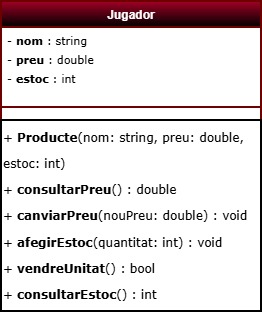 Jugador
- nom : string
- preu : double
- estoc : int
+ Producte(nom: string, preu: double,
estoc: int)
+ consultarPreu() : double
+ canviarPreu(nouPreu: double) : void
+ afegirEstoc(quantitat: int) : void
+ vendreUnitat() : bool
+ consultarEstoc() : int